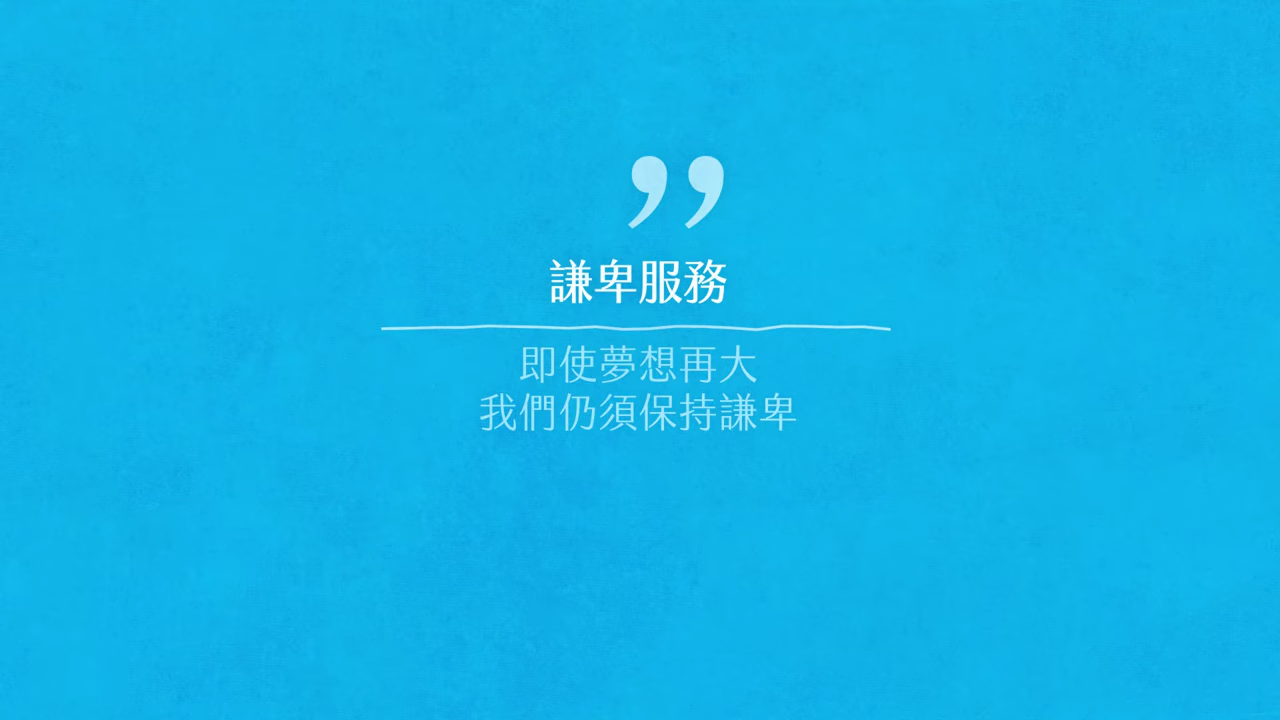 ”
謙卑服務
即使夢想再大
我們仍須保持謙卑